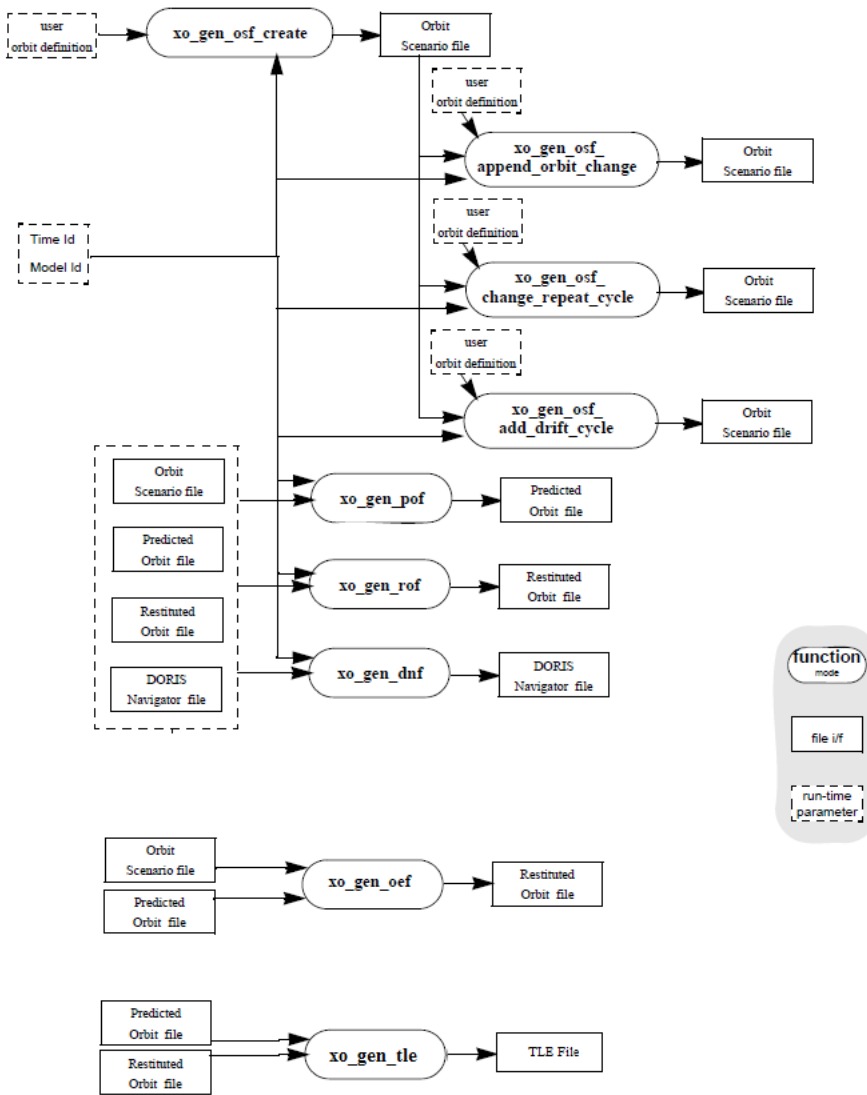 user
orbit definition
xo_gen_osf_create
Orbit
Scenario file
user
orbit definition
xo_gen_osf_
append_orbit_change
Orbit
Scenario file
Time Id
Model Id
user
orbit definition
xo_gen_osf_
change_repeat_cycle
Orbit
Scenario file
user
orbit definition
xo_gen_osf_
add_drift_cycle
Orbit
Scenario file
Orbit
Scenario file
Predicted
Orbit file
Restituted
Orbit file
DORIS
Navigator file
xo_gen_pof
Predicted
Orbit file
xo_gen_rof
Restituted
Orbit file
xo_gen_dnf
DORIS
Navigator file
function
mode
file i/f
run-time
parameter
Orbit
Scenario file
Predicted
Orbit file
xo_gen_oef
Restituted
Orbit file
Predicted
Orbit file
Restituted
Orbit file
xo_gen_tle
TLE File